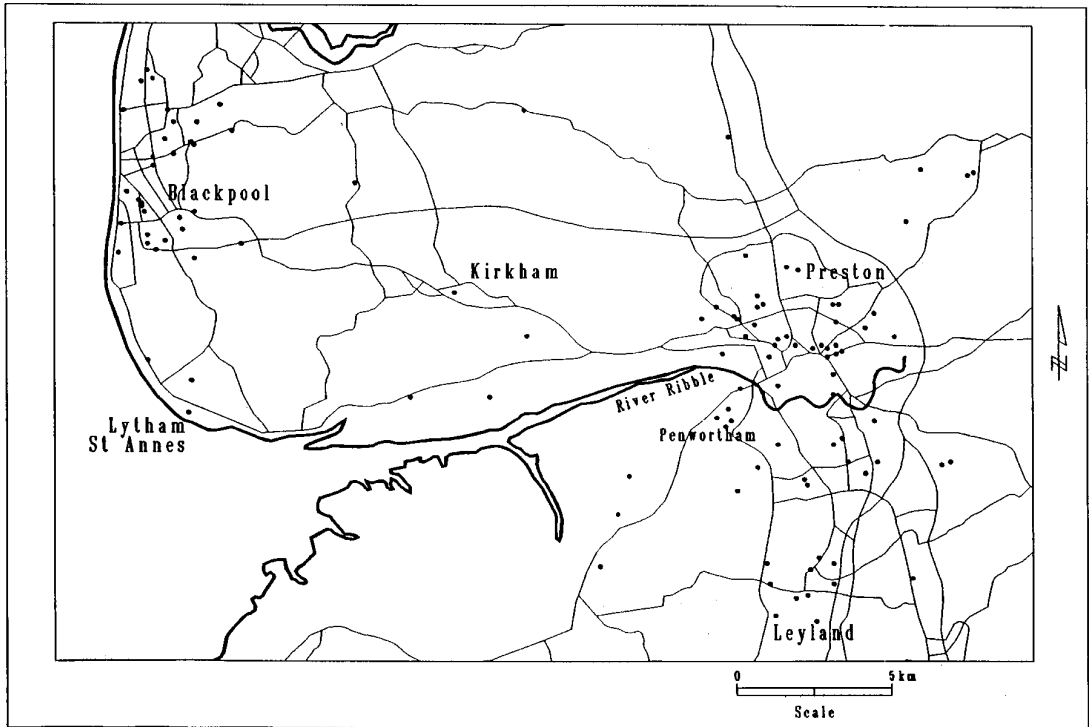 Blackpool
Kirkham
Preston
River Ribble
Lytham
St Annes
Penwortham
Leyland
0 5km
Scale
N